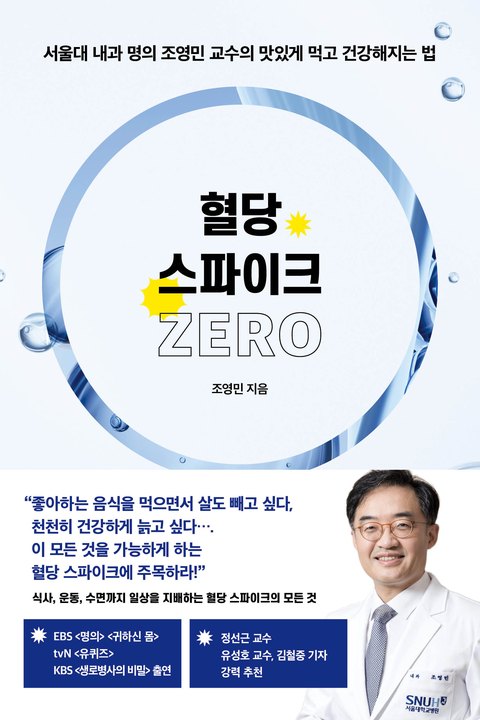 서울대 내과 명의 조영민 교수의 맛있게 먹고 건강해지는 법
혈당
스파이크
ZERO
조영민 지음
“좋아하는 음식을 먹으면서 살도 빼고 싶다,
천천히 건강하게 늙고 싶다….
이 모든 것을 가능하게 하는
혈당 스파이크에 주목하라!”
식사, 운동, 수면까지 일상을 지배하는 혈당 스파이크의 모든 것
EBS <명의> <귀하신 몸>
tvN <유퀴즈>
KBS <생로병사의 비밀> 출연
정선근 교수
유성호 교수, 김철중 기자
강력 추천
내과 조영민
SNUH
서울대학교병원